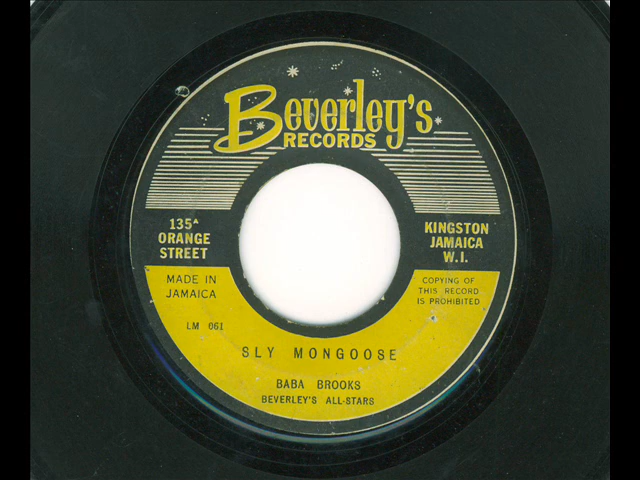 Beverley's
RECORDS
135A
ORANGE
STREET
KINGSTON
JAMAICA
W.I.
MADE IN
JAMAICA
COPYING OF
THIS RECORD
IS PROHIBITED
LM 061
SLY MONGOOSE
BABA BROOKS
BEVERLEY'S ALL-STARS